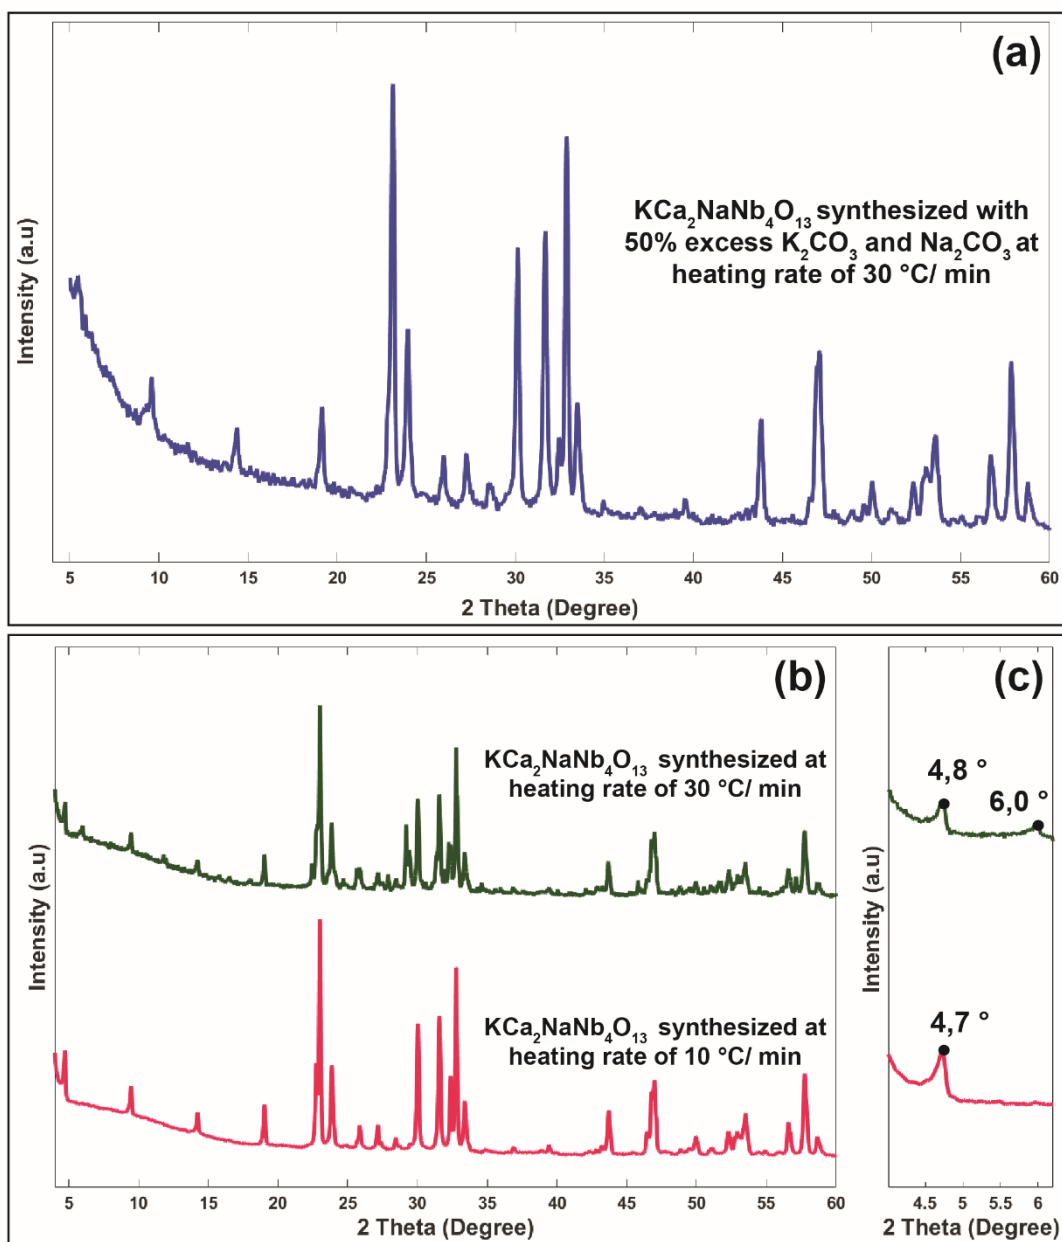 (a)
KCa₂NaNb₄O₁₃ synthesized with
50% excess K₂CO₃ and Na₂CO₃ at
heating rate of 30 °C/ min
Intensity (a.u)
5 10 15 20 25 30 35 40 45 50 55 60
2 Theta (Degree)
(b)
KCa₂NaNb₄O₁₃ synthesized at
heating rate of 30 °C/ min
KCa₂NaNb₄O₁₃ synthesized at
heating rate of 10 °C/ min
Intensity (a.u)
5 10 15 20 25 30 35 40 45 50 55 60
2 Theta (Degree)
(c)
4,8 °
6,0 °
4,7 °
Intensity (a.u)
4.5 5 5.5 6
2 Theta (Degree)